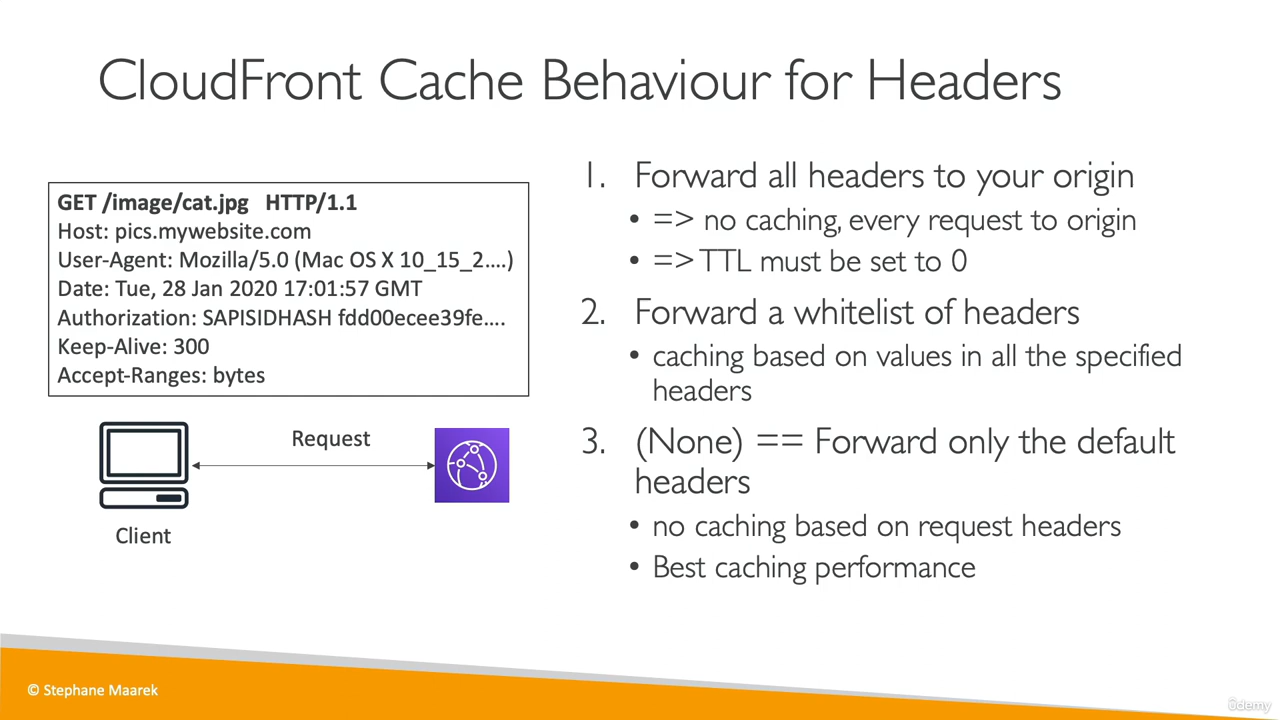 CloudFront Cache Behaviour for Headers
GET /image/cat.jpg HTTP/1.1
Host: pics.mywebsite.com
User-Agent: Mozilla/5.0 (Mac OS X 10_15_2....)
Date: Tue, 28 Jan 2020 17:01:57 GMT
Authorization: SAPISIDHASH fdd00ecee39fe....
Keep-Alive: 300
Accept-Ranges: bytes
Request
Client
1. Forward all headers to your origin
• => no caching, every request to origin
• => TTL must be set to 0
2. Forward a whitelist of headers
• caching based on values in all the specified
headers
3. (None) == Forward only the default
headers
• no caching based on request headers
• Best caching performance
© Stephane Maarek
ûdemy